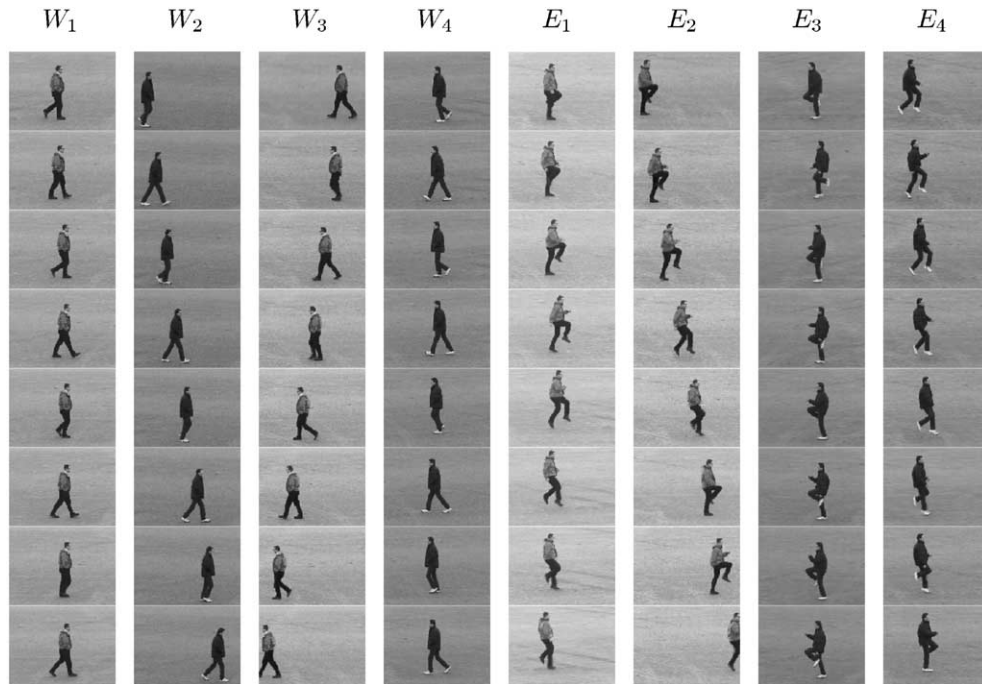 W₁ W₂ W₃ W₄ E₁ E₂ E₃ E₄